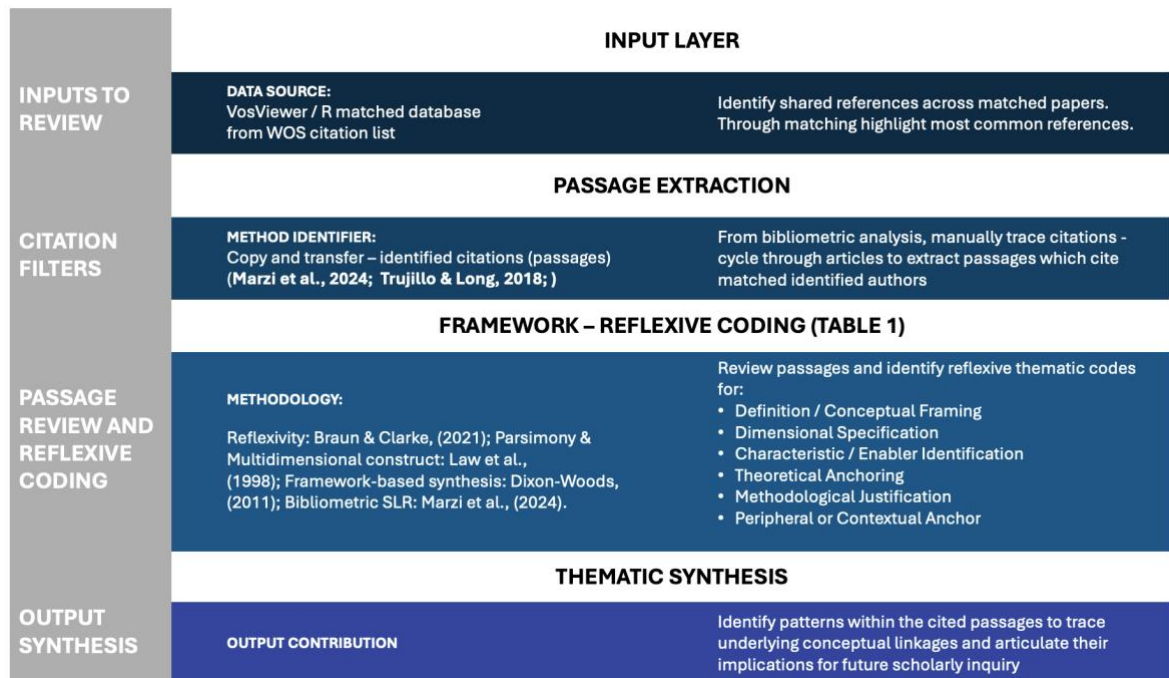 INPUT LAYER
INPUTS TO
REVIEW
DATA SOURCE:
VosViewer / R matched database
from WOS citation list
Identify shared references across matched papers.
Through matching highlight most common references.
PASSAGE EXTRACTION
CITATION
FILTERS
METHOD IDENTIFIER:
Copy and transfer – identified citations (passages)
(Marzi et al., 2024; Trujillo & Long, 2018; )
From bibliometric analysis, manually trace citations -
cycle through articles to extract passages which cite
matched identified authors
FRAMEWORK – REFLEXIVE CODING (TABLE 1)
PASSAGE
REVIEW AND
REFLEXIVE
CODING
METHODOLOGY:
Reflexivity: Braun & Clarke, (2021); Parsimony &
Multidimensional construct: Law et al.,
(1998); Framework-based synthesis: Dixon-Woods,
(2011); Bibliometric SLR: Marzi et al., (2024).
Review passages and identify reflexive thematic codes
for:
• Definition / Conceptual Framing
• Dimensional Specification
• Characteristic / Enabler Identification
• Theoretical Anchoring
• Methodological Justification
• Peripheral or Contextual Anchor
THEMATIC SYNTHESIS
OUTPUT
SYNTHESIS
OUTPUT CONTRIBUTION
Identify patterns within the cited passages to trace
underlying conceptual linkages and articulate their
implications for future scholarly inquiry